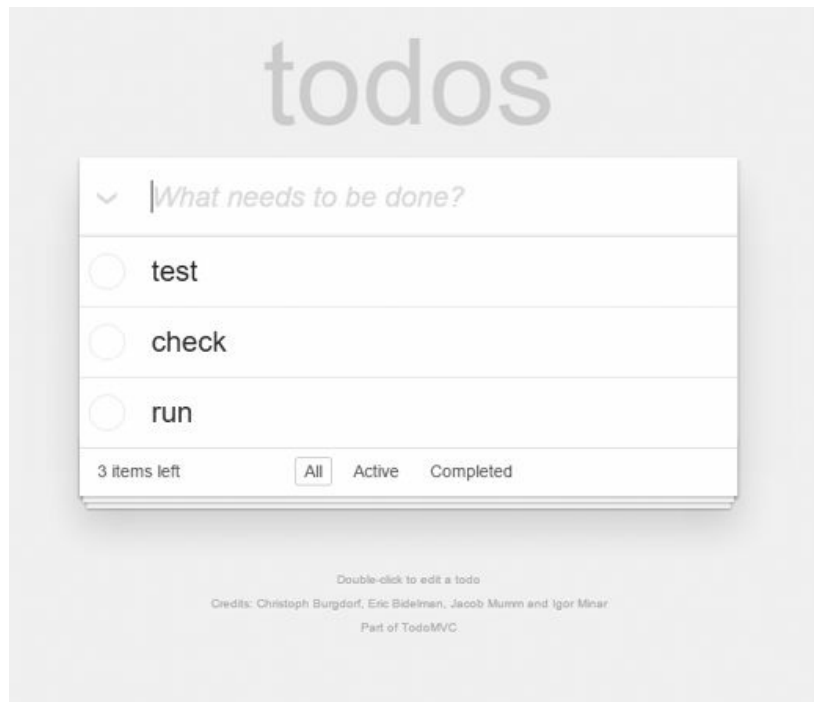 todos
What needs to be done?
test
check
run
3 items left All Active Completed
Double-click to edit a todo
Credits: Christoph Burgdorf, Eric Bidelman, Jacob Mumm and Igor Minar
Part of TodoMVC